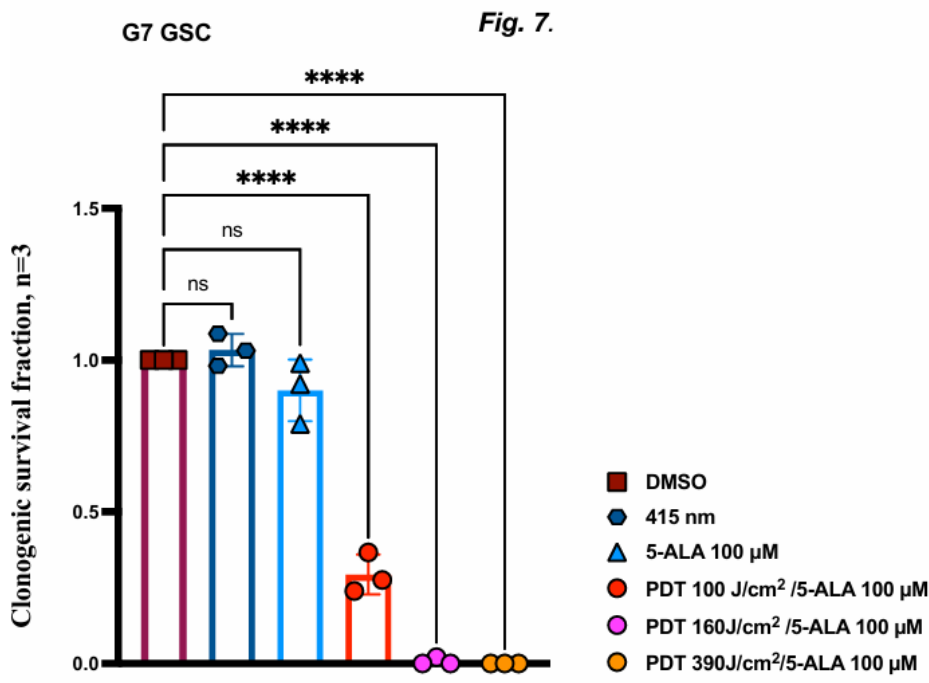 G7 GSC
Fig. 7.
****
****
****
ns
ns
1.5
1.0
0.5
0.0
Clonogenic survival fraction, n=3
DMSO
415 nm
5-ALA 100 µM
PDT 100 J/cm² /5-ALA 100 µM
PDT 160J/cm² /5-ALA 100 µM
PDT 390J/cm²/5-ALA 100 µM